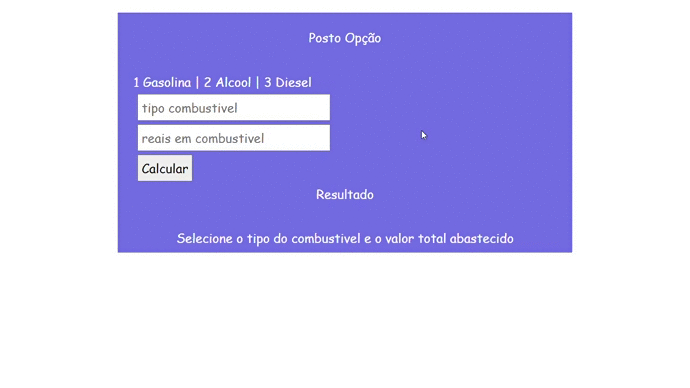 Posto Opção
1 Gasolina | 2 Alcool | 3 Diesel
tipo combustivel
reais em combustivel
Calcular
Resultado
Selecione o tipo do combustivel e o valor total abastecido